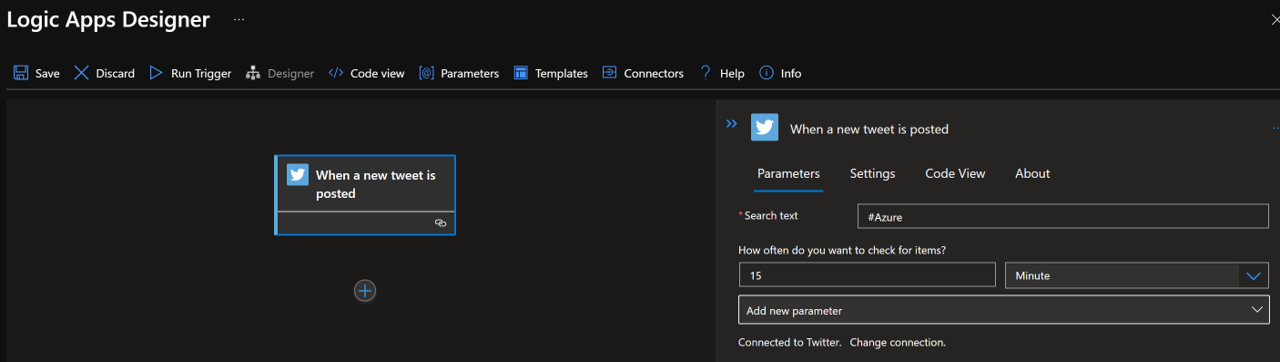 Logic Apps Designer ...
Save Discard Run Trigger Designer Code view Parameters Templates Connectors Help Info
When a new tweet is
posted
When a new tweet is posted
Parameters Settings Code View About
*Search text #Azure
How often do you want to check for items?
15 Minute
Add new parameter
Connected to Twitter. Change connection.